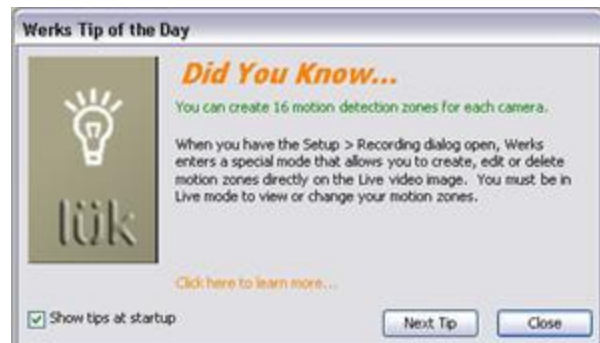 Werks Tip of the Day
Did You Know...
You can create 16 motion detection zones for each camera.
When you have the Setup > Recording dialog open, Werks
enters a special mode that allows you to create, edit or delete
motion zones directly on the Live video image. You must be in
Live mode to view or change your motion zones.
lük
Click here to learn more...
Show tips at startup
Next Tip
Close